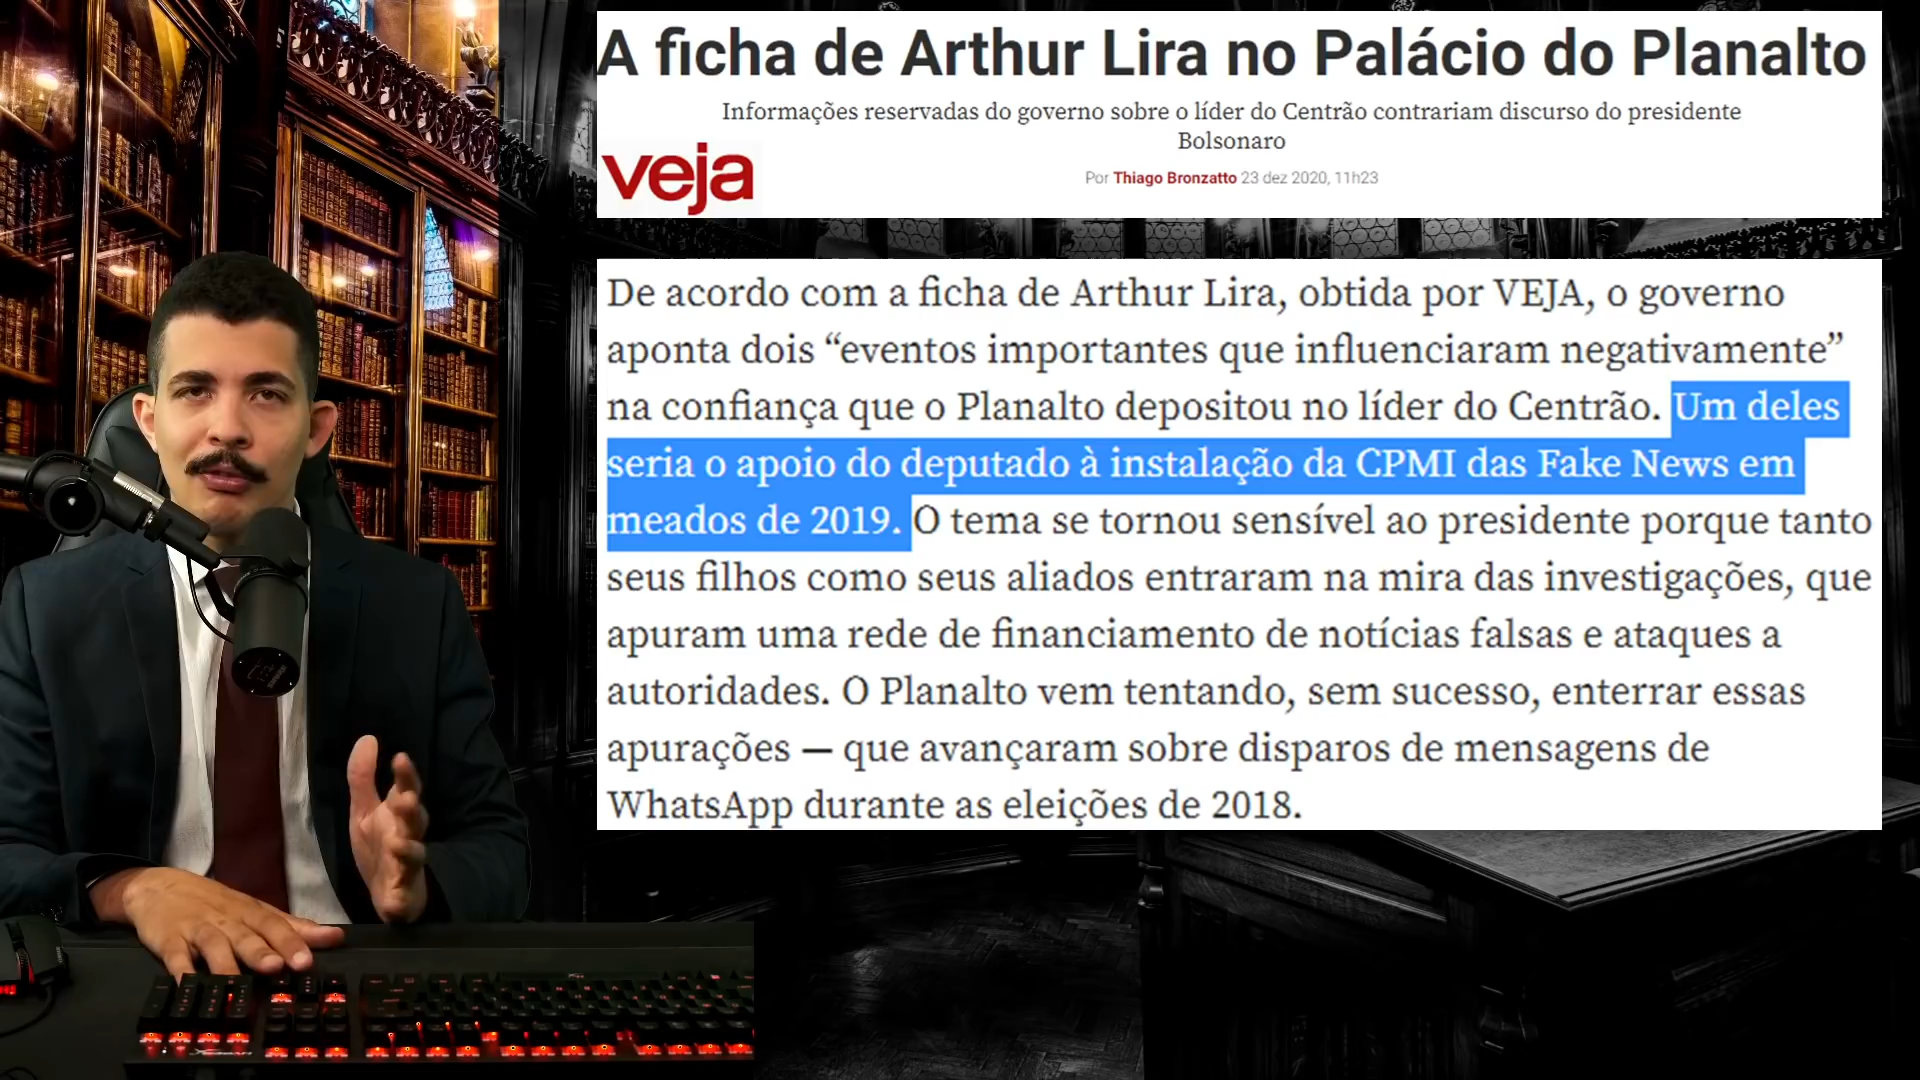 A ficha de Arthur Lira no Palácio do Planalto
Informações reservadas do governo sobre o líder do Centrão contrariam discurso do presidente
Bolsonaro
veja
Por Thiago Bronzatto 23 dez 2020, 11h23
De acordo com a ficha de Arthur Lira, obtida por VEJA, o governo
aponta dois “eventos importantes que influenciaram negativamente”
na confiança que o Planalto depositou no líder do Centrão. Um deles
seria o apoio do deputado à instalação da CPMI das Fake News em
meados de 2019. O tema se tornou sensível ao presidente porque tanto
seus filhos como seus aliados entraram na mira das investigações, que
apuram uma rede de financiamento de notícias falsas e ataques a
autoridades. O Planalto vem tentando, sem sucesso, enterrar essas
apurações — que avançaram sobre disparos de mensagens de
WhatsApp durante as eleições de 2018.